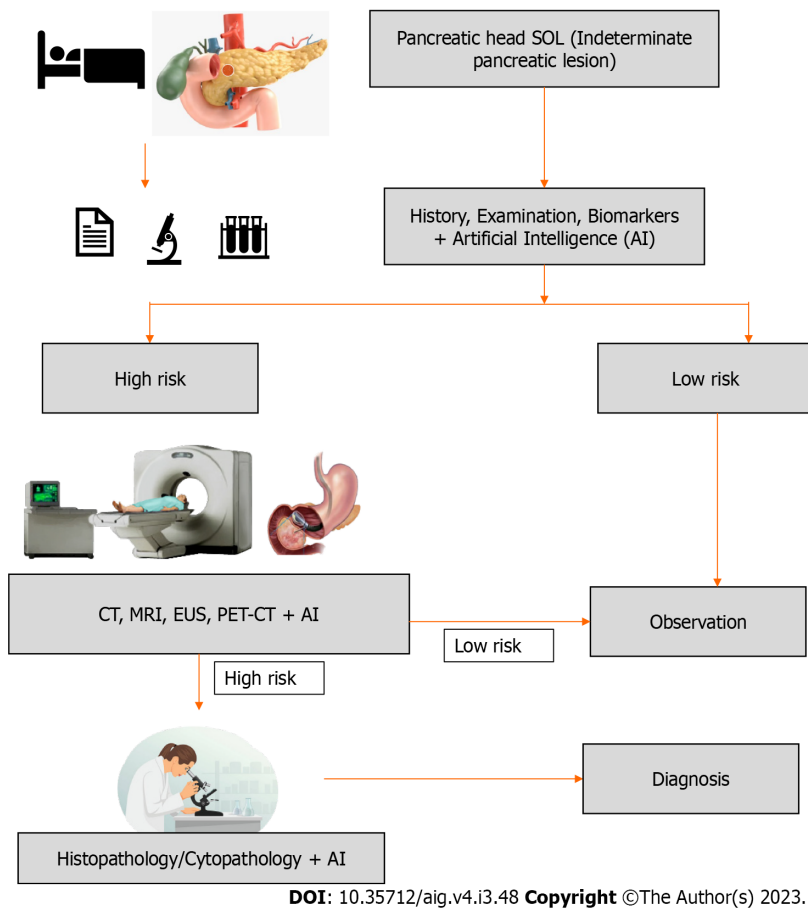 Pancreatic head SOL (Indeterminate
pancreatic lesion)
History, Examination, Biomarkers
+ Artificial Intelligence (AI)
High risk
Low risk
CT, MRI, EUS, PET-CT + AI
Low risk
Observation
High risk
Diagnosis
Histopathology/Cytopathology + AI
DOI: 10.35712/aig.v4.i3.48 Copyright ©The Author(s) 2023.